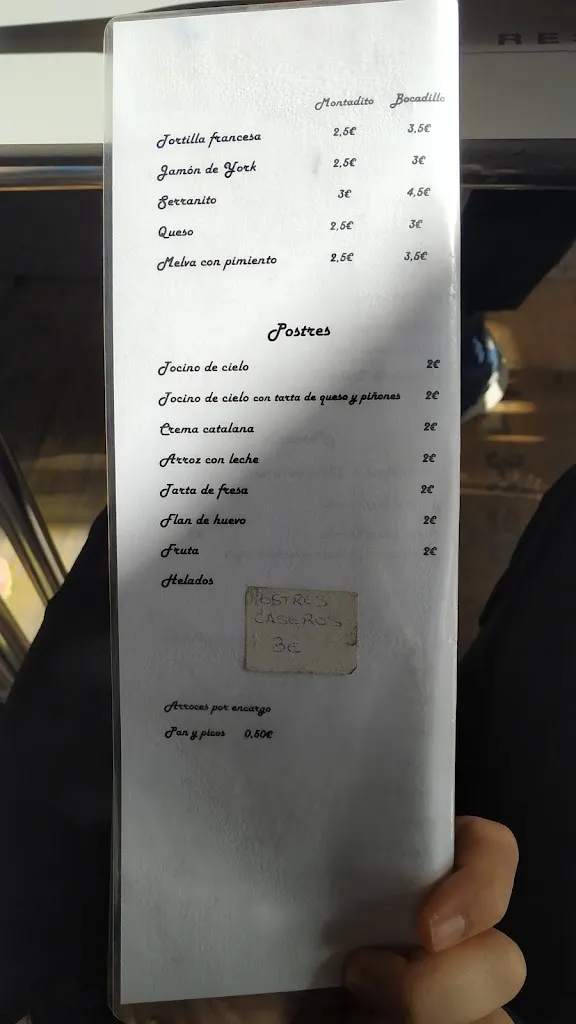 RES
Montadito Bocadillo
Tortilla francesa 2,5€ 3,5€
Jamón de York 2,5€ 3€
Serranito 3€ 4,5€
Queso 2,5€ 3€
Melva con pimiento 2,5€ 3,5€
Postres
Tocino de cielo 2€
Tocino de cielo con tarta de queso y piñones 2€
Crema catalana 2€
Arroz con leche 2€
Tarta de fresa 2€
Flan de huevo 2€
Fruta 2€
Helados
POSTRES
CASEROS
3€
Arroces por encargo
Pan y picos 0,50€